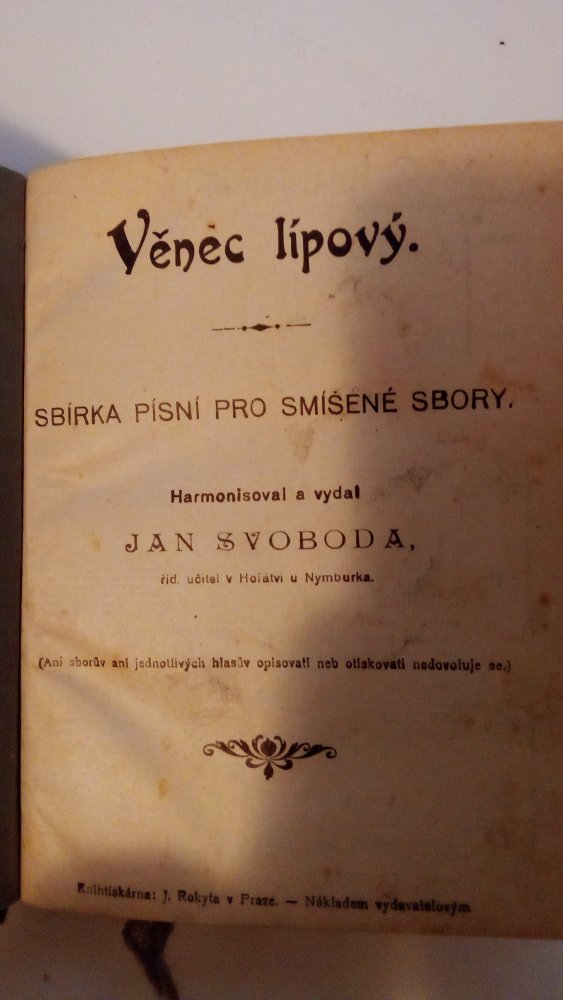 Věnec lípový.
SBÍRKA PÍSNÍ PRO SMÍŠENÉ SBORY.
Harmonisoval a vydal
JAN SVOBODA,
říd. učitel v Hořátvi u Nymburka.
(Ani sborův ani jednotlivých hlasův opisovati neb otiskovati nedovoluje se.)
Knihtiskárna: J. Rokyta v Praze. — Nákladem vydavatelovým